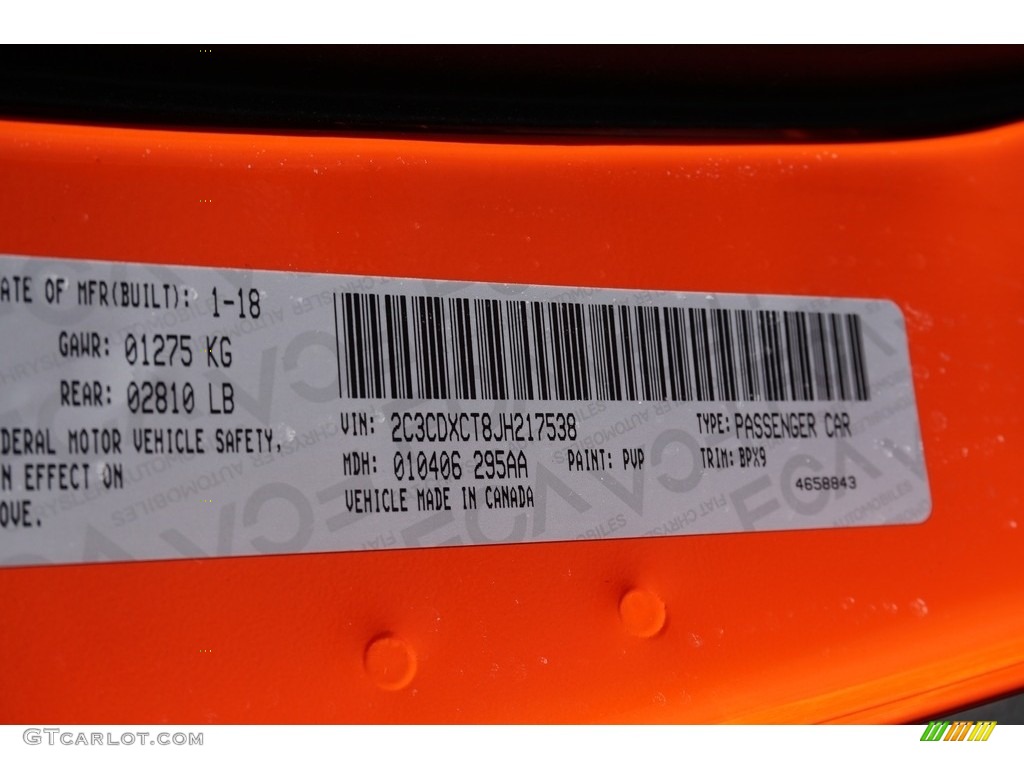 ATE OF MFR(BUILT): 1-18
GAWR: 01275 KG
REAR: 02810 LB
DERAL MOTOR VEHICLE SAFETY,
N EFFECT ON
OVE.
VIN: 2C3CDXCT8JH217538 TYPE: PASSENGER CAR
MDH: 010406 295AA PAINT: PVP TRIM: BPX9
VEHICLE MADE IN CANADA 4658843
GTCarlot.com